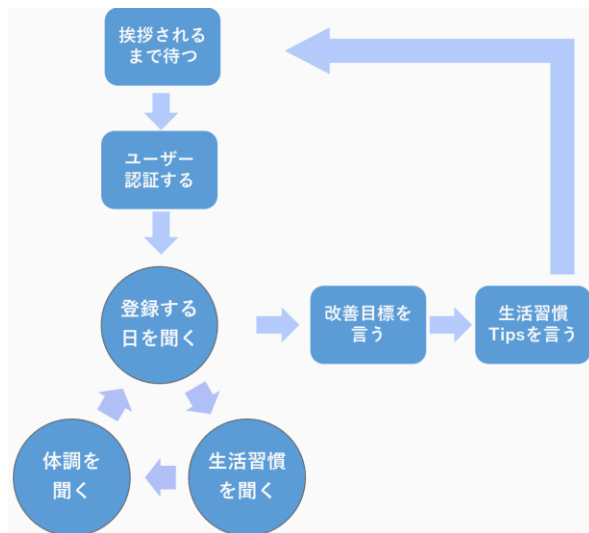 挨拶される
まで待つ
ユーザー
認証する
登録する
日を聞く
改善目標を
言う
生活習慣
Tipsを言う
体調を
聞く
生活習慣
を聞く